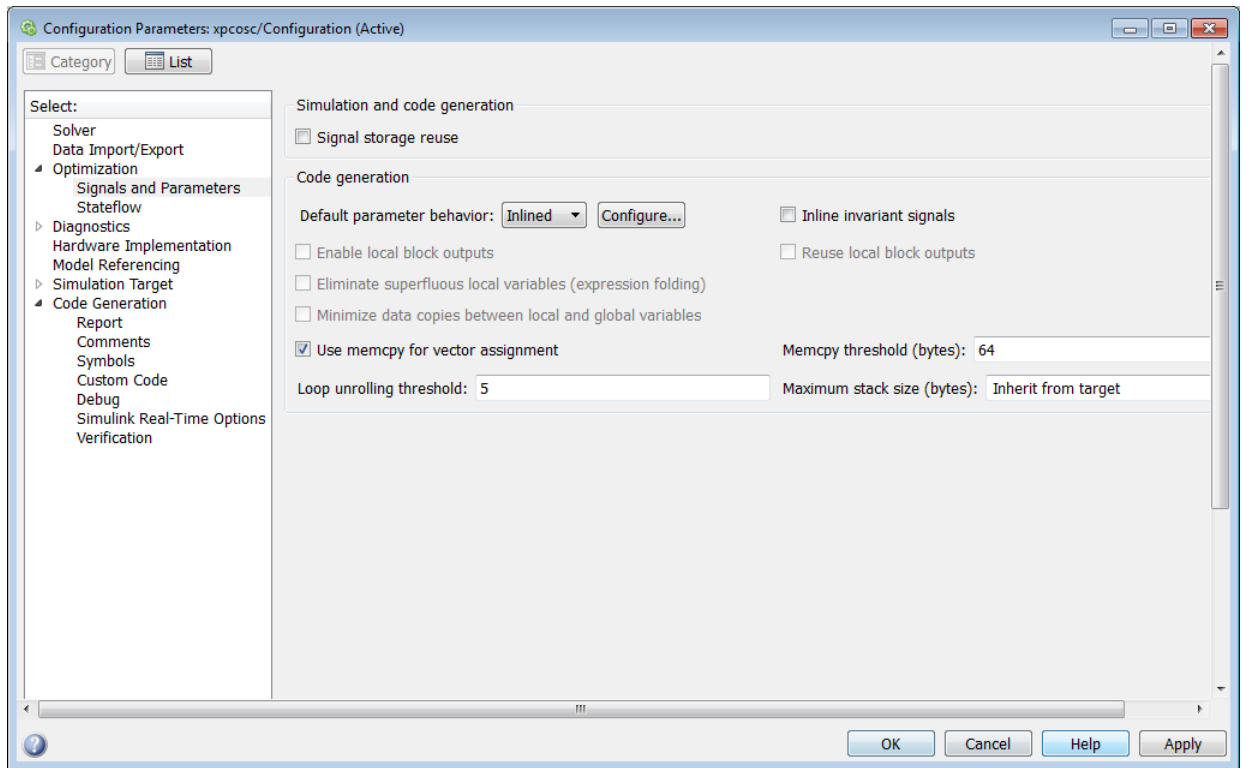 Configuration Parameters: xpcosc/Configuration (Active)
Category List
Select:
Solver
Data Import/Export
Optimization
Signals and Parameters
Stateflow
Diagnostics
Hardware Implementation
Model Referencing
Simulation Target
Code Generation
Report
Comments
Symbols
Custom Code
Debug
Simulink Real-Time Options
Verification
Simulation and code generation
Signal storage reuse
Code generation
Default parameter behavior: Inlined Configure... Inline invariant signals
Enable local block outputs Reuse local block outputs
Eliminate superfluous local variables (expression folding)
Minimize data copies between local and global variables
Use memcpy for vector assignment Memcpy threshold (bytes): 64
Loop unrolling threshold: 5 Maximum stack size (bytes): Inherit from target
OK Cancel Help Apply